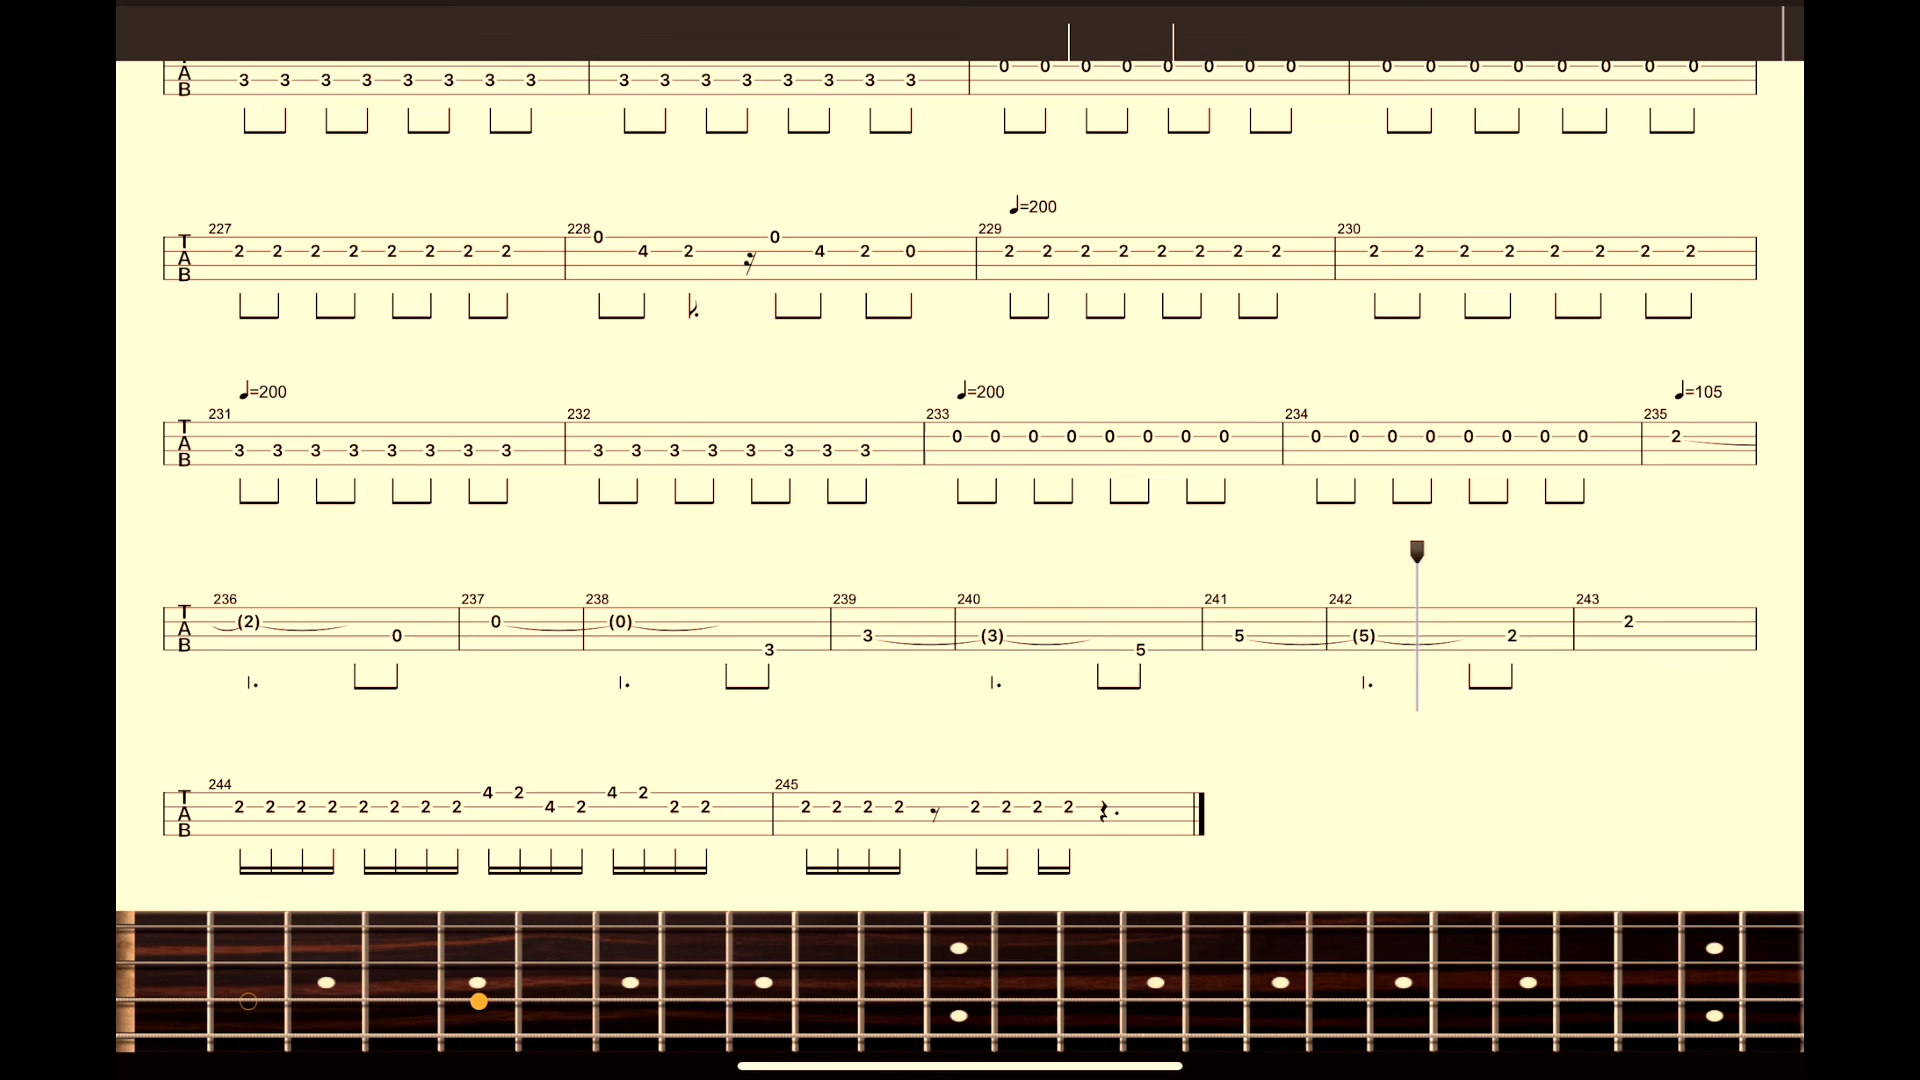 A 0 0 0 0 0 0 0 0 0 0 0 0 0 0 0 0
B 3 3 3 3 3 3 3 3 3 3 3 3 3 3 3 3
=200
227 228 229 230
T 0 0
A 2 2 2 2 2 2 2 2 4 2 4 2 0 2 2 2 2 2 2 2 2 2 2 2 2 2 2 2 2
B
=200 =200 =105
231 232 233 234 235
T 0 0 0 0 0 0 0 0 0 0 0 0 0 0 0 0 2
A 3 3 3 3 3 3 3 3 3 3 3 3 3 3 3 3
B
236 237 238 239 240 241 242 243
T (2) 0 (0) 2
A 0 3 (3) 5 (5) 2
B 3 5
244 245
T 4 2 4 2
A 2 2 2 2 2 2 2 2 4 2 2 2 2 2 2 2 2 2 2 2
B